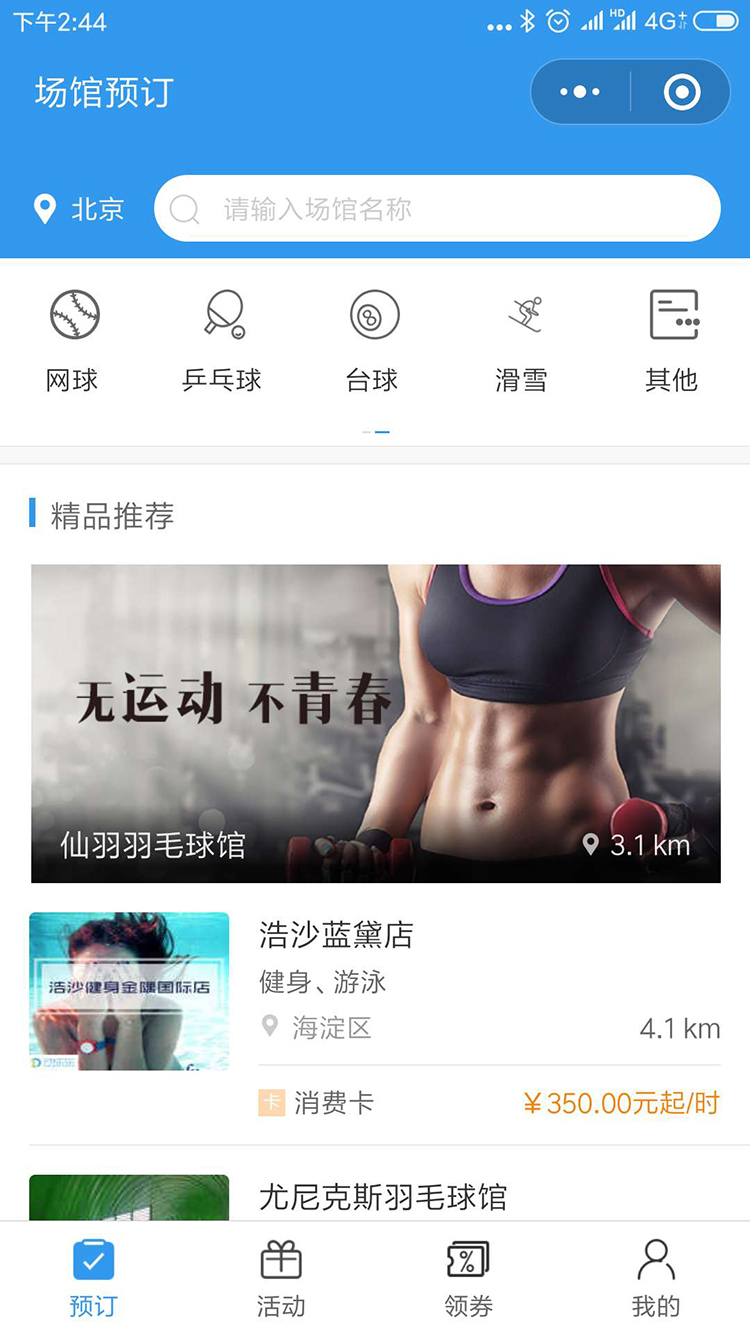 下午2:44
HD 4G+
场馆预订
北京
请输入场馆名称
网球 乒乓球 台球 滑雪 其他
精品推荐
无运动 不青春
仙羽羽毛球馆 3.1 km
浩沙健身金隅国际店
浩沙蓝黛店
健身、游泳
海淀区 4.1 km
卡 消费卡 ¥350.00元起/时
尤尼克斯羽毛球馆
预订 活动 领券 我的